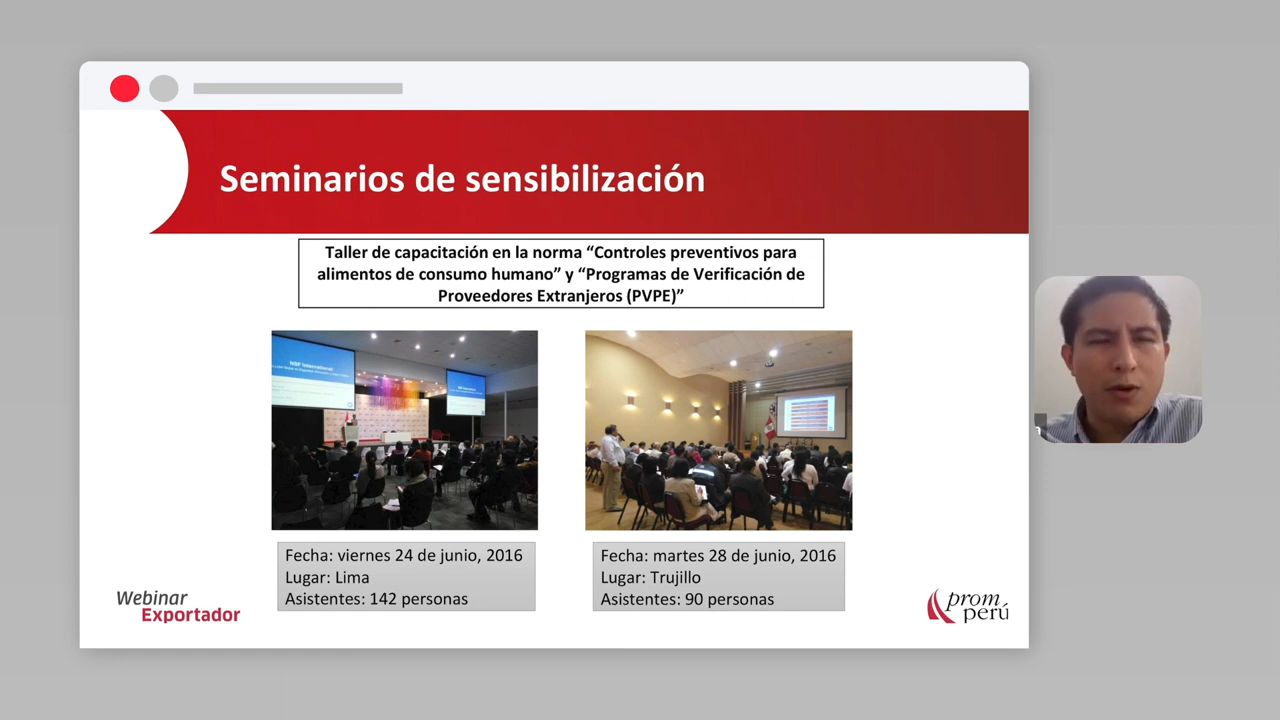 Seminarios de sensibilización
Taller de capacitación en la norma “Controles preventivos para
alimentos de consumo humano” y “Programas de Verificación de
Proveedores Extranjeros (PVPE)”
NSF International
Fecha: viernes 24 de junio, 2016
Lugar: Lima
Asistentes: 142 personas
Fecha: martes 28 de junio, 2016
Lugar: Trujillo
Asistentes: 90 personas
Webinar
Exportador
prom
perú